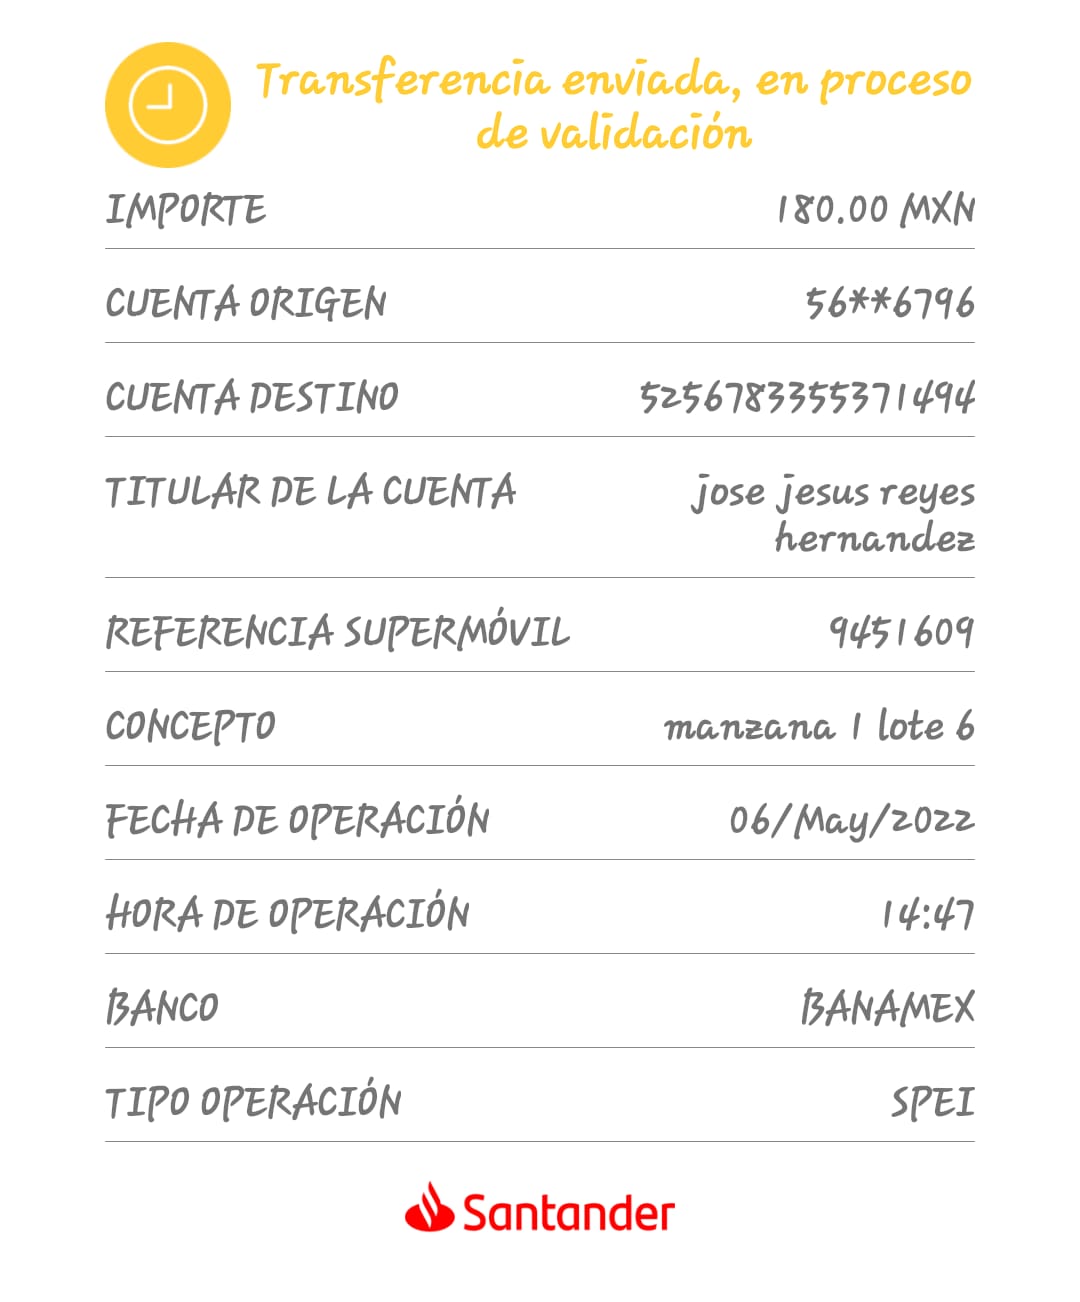 Transferencia enviada, en proceso
de validación
IMPORTE 180.00 MXN
CUENTA ORIGEN 56**6796
CUENTA DESTINO 5256783355371494
TITULAR DE LA CUENTA jose jesus reyes
hernandez
REFERENCIA SUPERMÓVIL 9451609
CONCEPTO manzana 1 lote 6
FECHA DE OPERACIÓN 06/May/2022
HORA DE OPERACIÓN 14:47
BANCO BANAMEX
TIPO OPERACIÓN SPEI
Santander